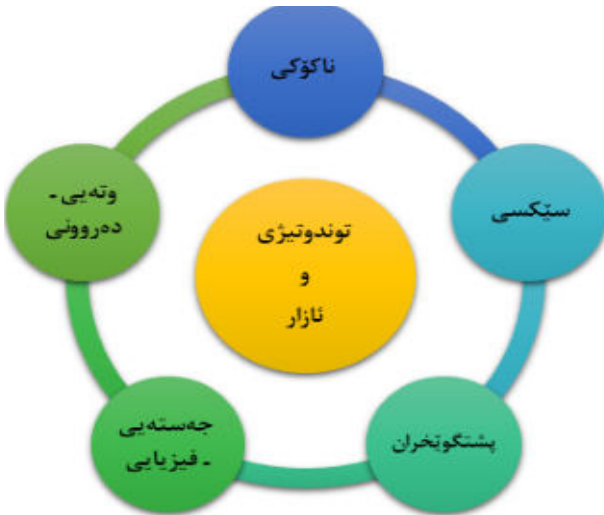 ناکۆکی
سێکسی
پشتگوێخران
جەستەیی
ـ فیزیایی
وتەیی ـ
دەروونی
توندوتیژی
و
ئازار